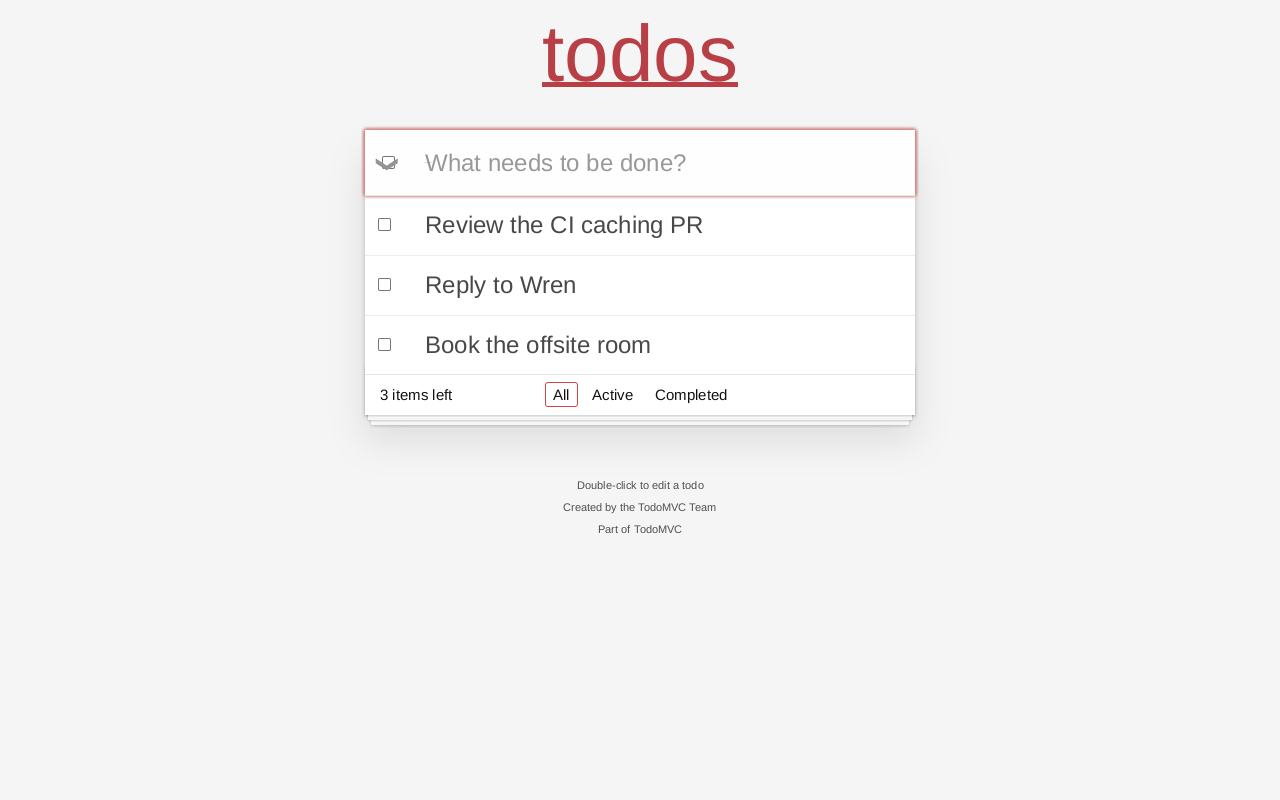 todos
What needs to be done?
Review the CI caching PR
Reply to Wren
Book the offsite room
3 items left All Active Completed
Double-click to edit a todo
Created by the TodoMVC Team
Part of TodoMVC